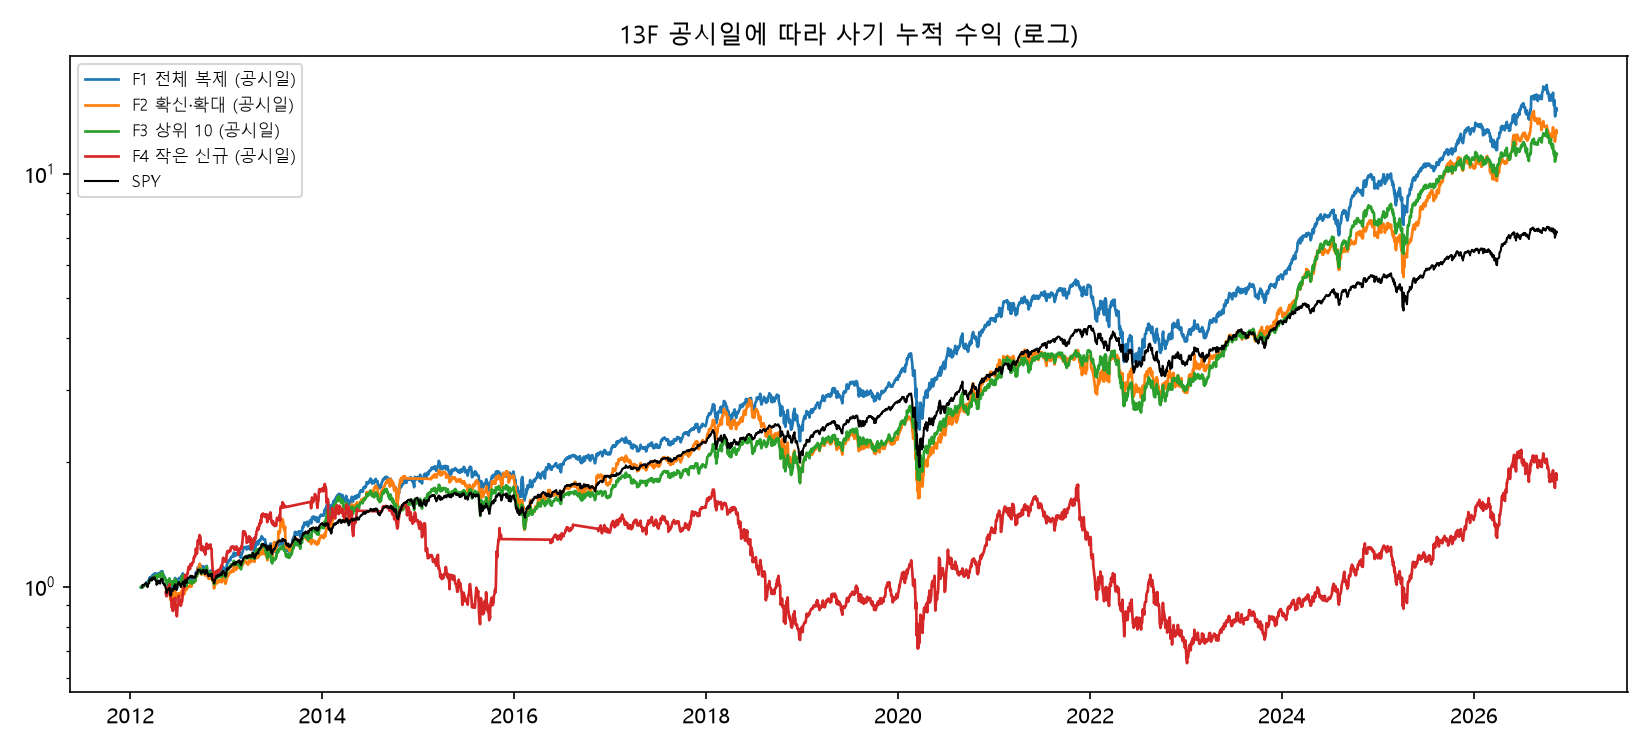 13F 공시일에 따라 사기 누적 수익 (로그)
F1 전체 복제 (공시일)
F2 확신·확대 (공시일)
F3 상위 10 (공시일)
F4 작은 신규 (공시일)
SPY
10¹
10⁰
2012 2014 2016 2018 2020 2022 2024 2026